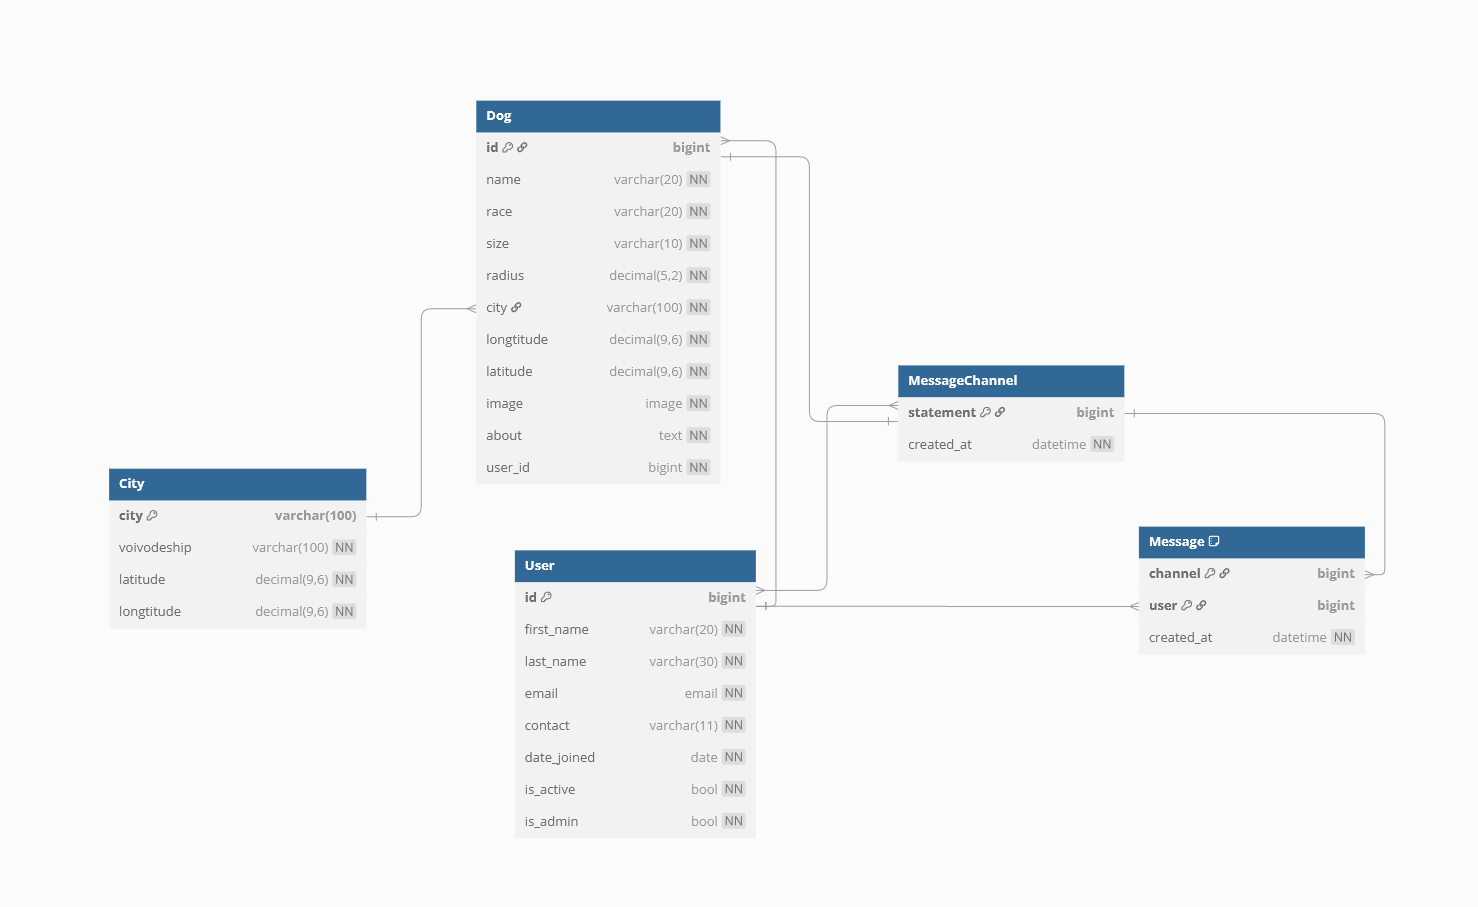 Dog
id bigint
name varchar(20) NN
race varchar(20) NN
size varchar(10) NN
radius decimal(5,2) NN
city varchar(100) NN
longtitude decimal(9,6) NN
latitude decimal(9,6) NN
image image NN
about text NN
user_id bigint NN
MessageChannel
statement bigint
created_at datetime NN
City
city varchar(100)
voivodeship varchar(100) NN
latitude decimal(9,6) NN
longtitude decimal(9,6) NN
User
id bigint
first_name varchar(20) NN
last_name varchar(30) NN
email email NN
contact varchar(11) NN
date_joined date NN
is_active bool NN
is_admin bool NN
Message
channel bigint
user bigint
created_at datetime NN